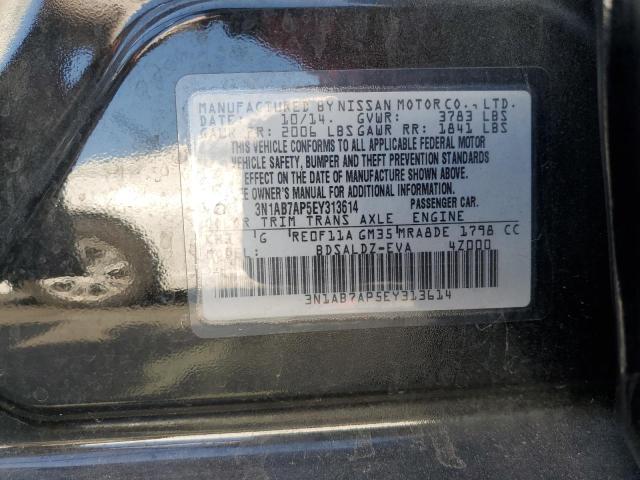 MANUFACTURED BY NISSAN MOTOR CO., LTD.
DATE: 10/14 GVWR: 3783 LBS
GAWR FR: 2006 LBS GAWR RR: 1841 LBS
THIS VEHICLE CONFORMS TO ALL APPLICABLE FEDERAL MOTOR
VEHICLE SAFETY, BUMPER AND THEFT PREVENTION STANDARDS
EFFECT ON THE DATE OF MANUFACTURE SHOWN ABOVE.
OWNER'S MANUAL FOR ADDITIONAL INFORMATION.
3N1AB7AP5EY313614 PASSENGER CAR.
TRIM TRANS AXLE ENGINE
G RE0F11A GM35 MRA8DE 1798 CC
BDSALDZ-EVA 4Z000
3N1AB7AP5EY313614